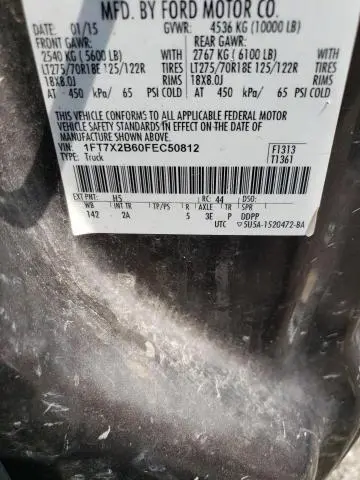 MFD. BY FORD MOTOR CO.
01/15 GVWR: 4536 KG (10000 LB)
FRONT GAWR: REAR GAWR:
2540 KG (5600 LB) WITH 2767 KG (6100 LB) WITH
LT275/70R18E 125/122R TIRES LT275/70R18E 125/122R TIRES
18X8.0J RIMS 18X8.0J RIMS
AT 450 kPa/ 65 PSI COLD AT 450 kPa/ 65 PSI COLD
THIS VEHICLE CONFORMS TO ALL APPLICABLE FEDERAL MOTOR
VEHICLE SAFETY STANDARDS IN EFFECT ON THE DATE OF
MANUFACTURE SHOWN ABOVE.
VIN: 1FT7X2B60FEC50812 F1313
TYPE: Truck T1361
EXT PNT: H5 RC: 44 DSO:
WB INT TR TP/PS R AXLE TR SPR
142 2A 5 3E P DDPP
UTC 5U5A-1520472-BA